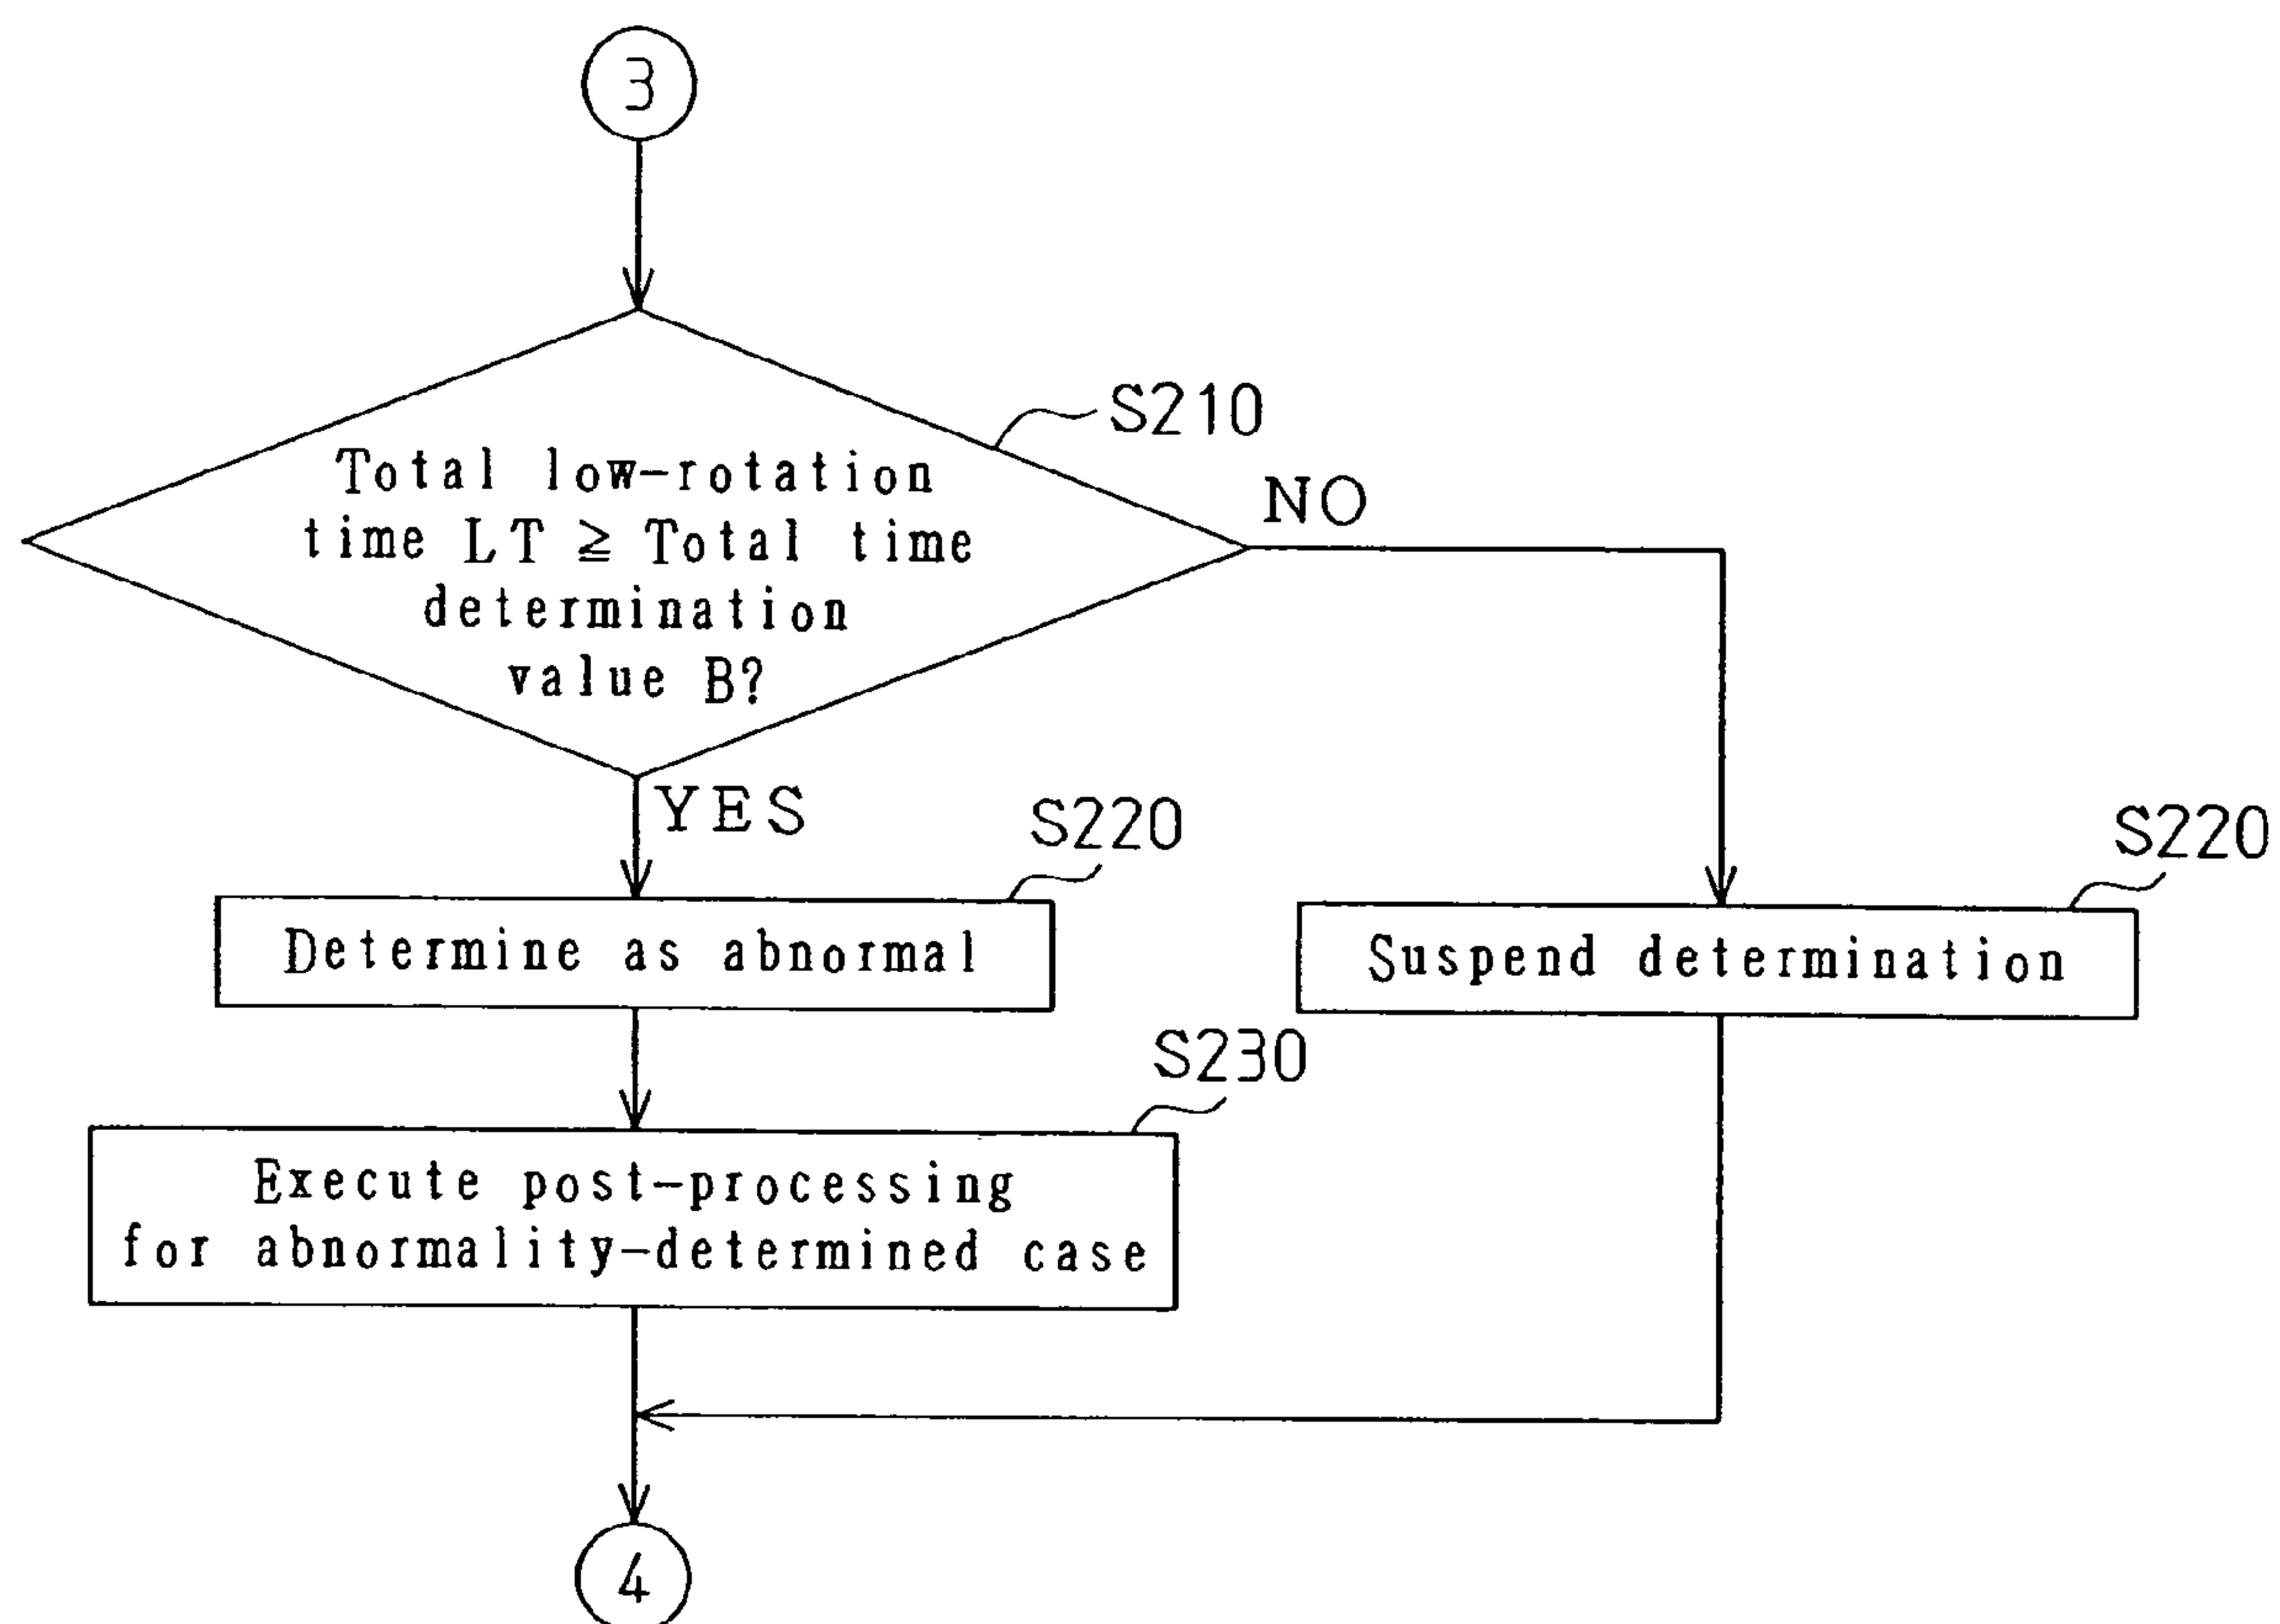 3
S210
Total low-rotation
time LT ≧ Total time
determination
value B?
NO
YES
S220
Determine as abnormal
S220
Suspend determination
S230
Execute post-processing
for abnormality-determined case
4